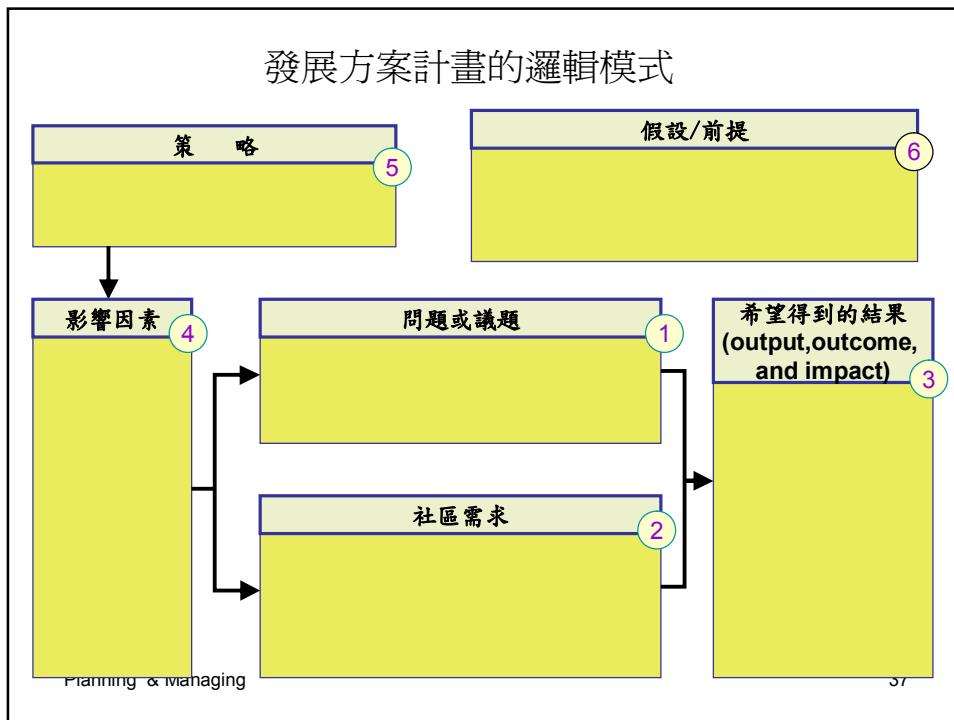 發展方案計畫的邏輯模式
策 略
5
假設/前提
6
影響因素
4
問題或議題
1
希望得到的結果
(output,outcome,
and impact)
3
社區需求
2
Planning & Managing
37